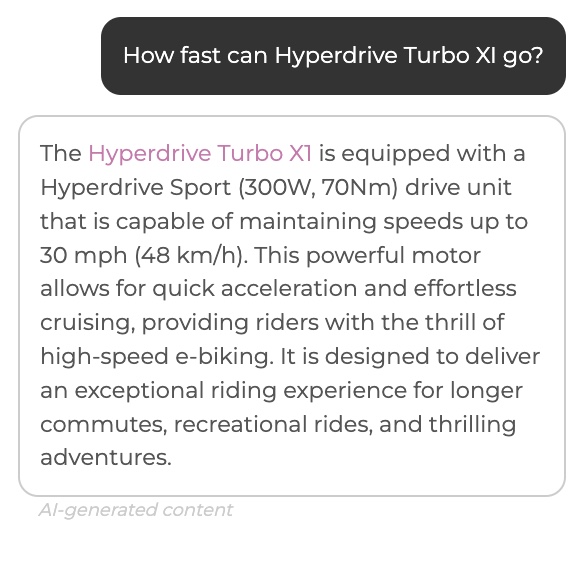 How fast can Hyperdrive Turbo XI go?
The Hyperdrive Turbo X1 is equipped with a
Hyperdrive Sport (300W, 70Nm) drive unit
that is capable of maintaining speeds up to
30 mph (48 km/h). This powerful motor
allows for quick acceleration and effortless
cruising, providing riders with the thrill of
high-speed e-biking. It is designed to deliver
an exceptional riding experience for longer
commutes, recreational rides, and thrilling
adventures.
AI-generated content